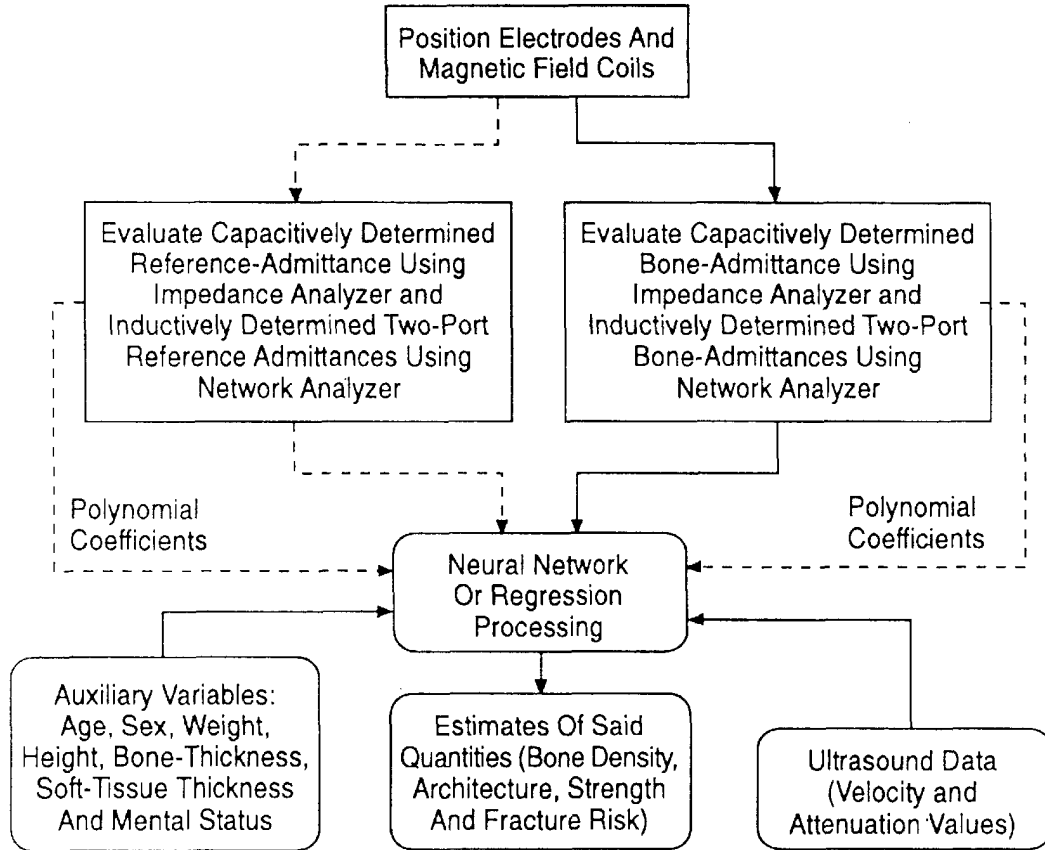 Position Electrodes And
Magnetic Field Coils
Evaluate Capacitively Determined
Reference-Admittance Using
Impedance Analyzer and
Inductively Determined Two-Port
Reference Admittances Using
Network Analyzer
Evaluate Capacitively Determined
Bone-Admittance Using
Impedance Analyzer and
Inductively Determined Two-Port
Bone-Admittances Using
Network Analyzer
Polynomial
Coefficients
Polynomial
Coefficients
Neural Network
Or Regression
Processing
Auxiliary Variables:
Age, Sex, Weight,
Height, Bone-Thickness,
Soft-Tissue Thickness
And Mental Status
Estimates Of Said
Quantities (Bone Density,
Architecture, Strength
And Fracture Risk)
Ultrasound Data
(Velocity and
Attenuation Values)